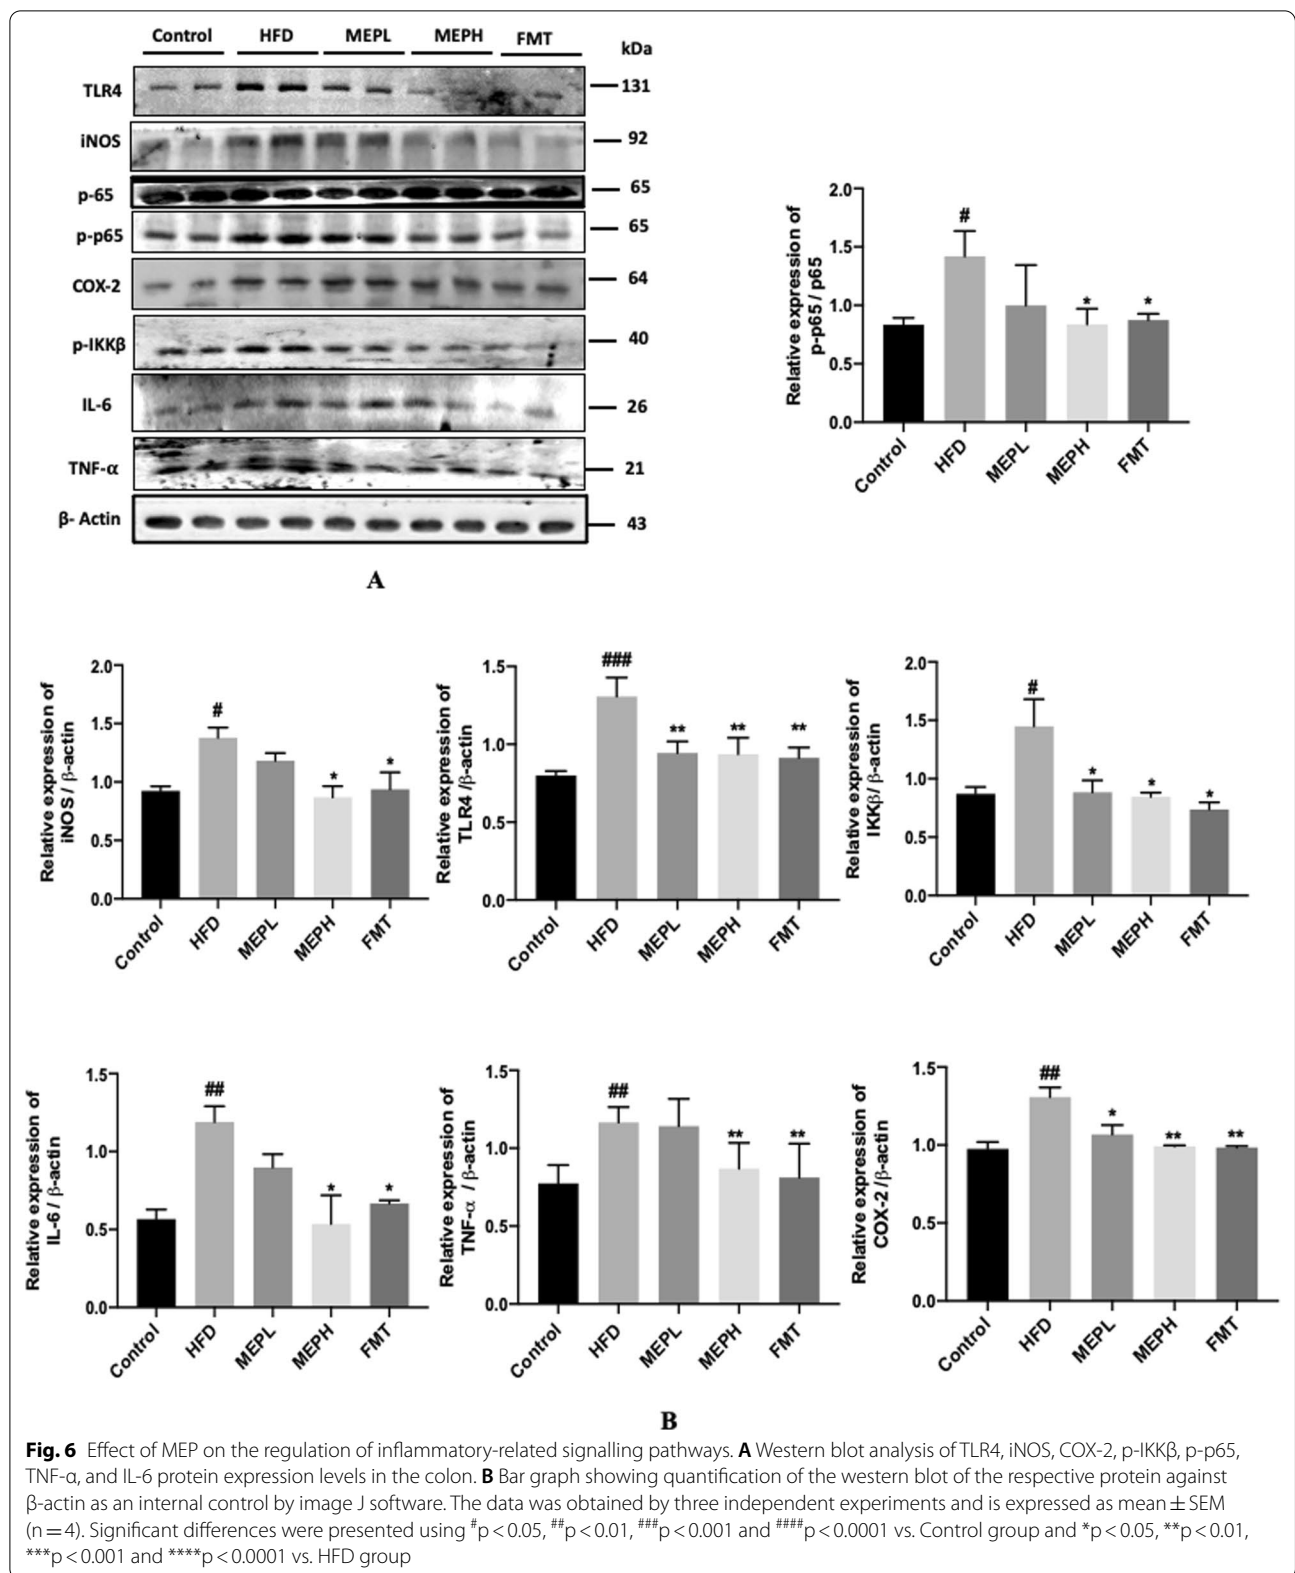 Control HFD MEPL MEPH FMT kDa
TLR4 131
iNOS 92
p-65 65
p-p65 65
COX-2 64
p-IKKβ 40
IL-6 26
TNF-α 21
β- Actin 43
A
Relative expression of
p-p65 / p65
2.0
1.5
1.0
0.5
0.0
#
*
*
Control HFD MEPL MEPH FMT
Relative expression of
iNOS / β-actin
2.0
1.5
1.0
0.5
0.0
#
*
*
Control HFD MEPL MEPH FMT
Relative expression of
TLR4 /β-actin
1.5
1.0
0.5
0.0
###
**
**
**
Control HFD MEPL MEPH FMT
Relative expression of
IKKβ/ β-actin
2.0
1.5
1.0
0.5
0.0
#
*
*
*
Control HFD MEPL MEPH FMT
Relative expression of
IL-6 / β-actin
1.5
1.0
0.5
0.0
##
*
*
Control HFD MEPL MEPH FMT
Relative expression of
TNF-α / β-actin
1.5
1.0
0.5
0.0
##
**
**
Control HFD MEPL MEPH FMT
Relative expression of
COX-2 /β-actin
1.5
1.0
0.5
0.0
##
*
**
**
Control HFD MEPL MEPH FMT
B
Fig. 6 Effect of MEP on the regulation of inflammatory-related signalling pathways. A Western blot analysis of TLR4, iNOS, COX-2, p-IKKβ, p-p65,
TNF-α, and IL-6 protein expression levels in the colon. B Bar graph showing quantification of the western blot of the respective protein against
β-actin as an internal control by image J software. The data was obtained by three independent experiments and is expressed as mean ± SEM
(n = 4). Significant differences were presented using #p < 0.05, ##p < 0.01, ###p < 0.001 and ####p < 0.0001 vs. Control group and *p < 0.05, **p < 0.01,
***p < 0.001 and ****p < 0.0001 vs. HFD group